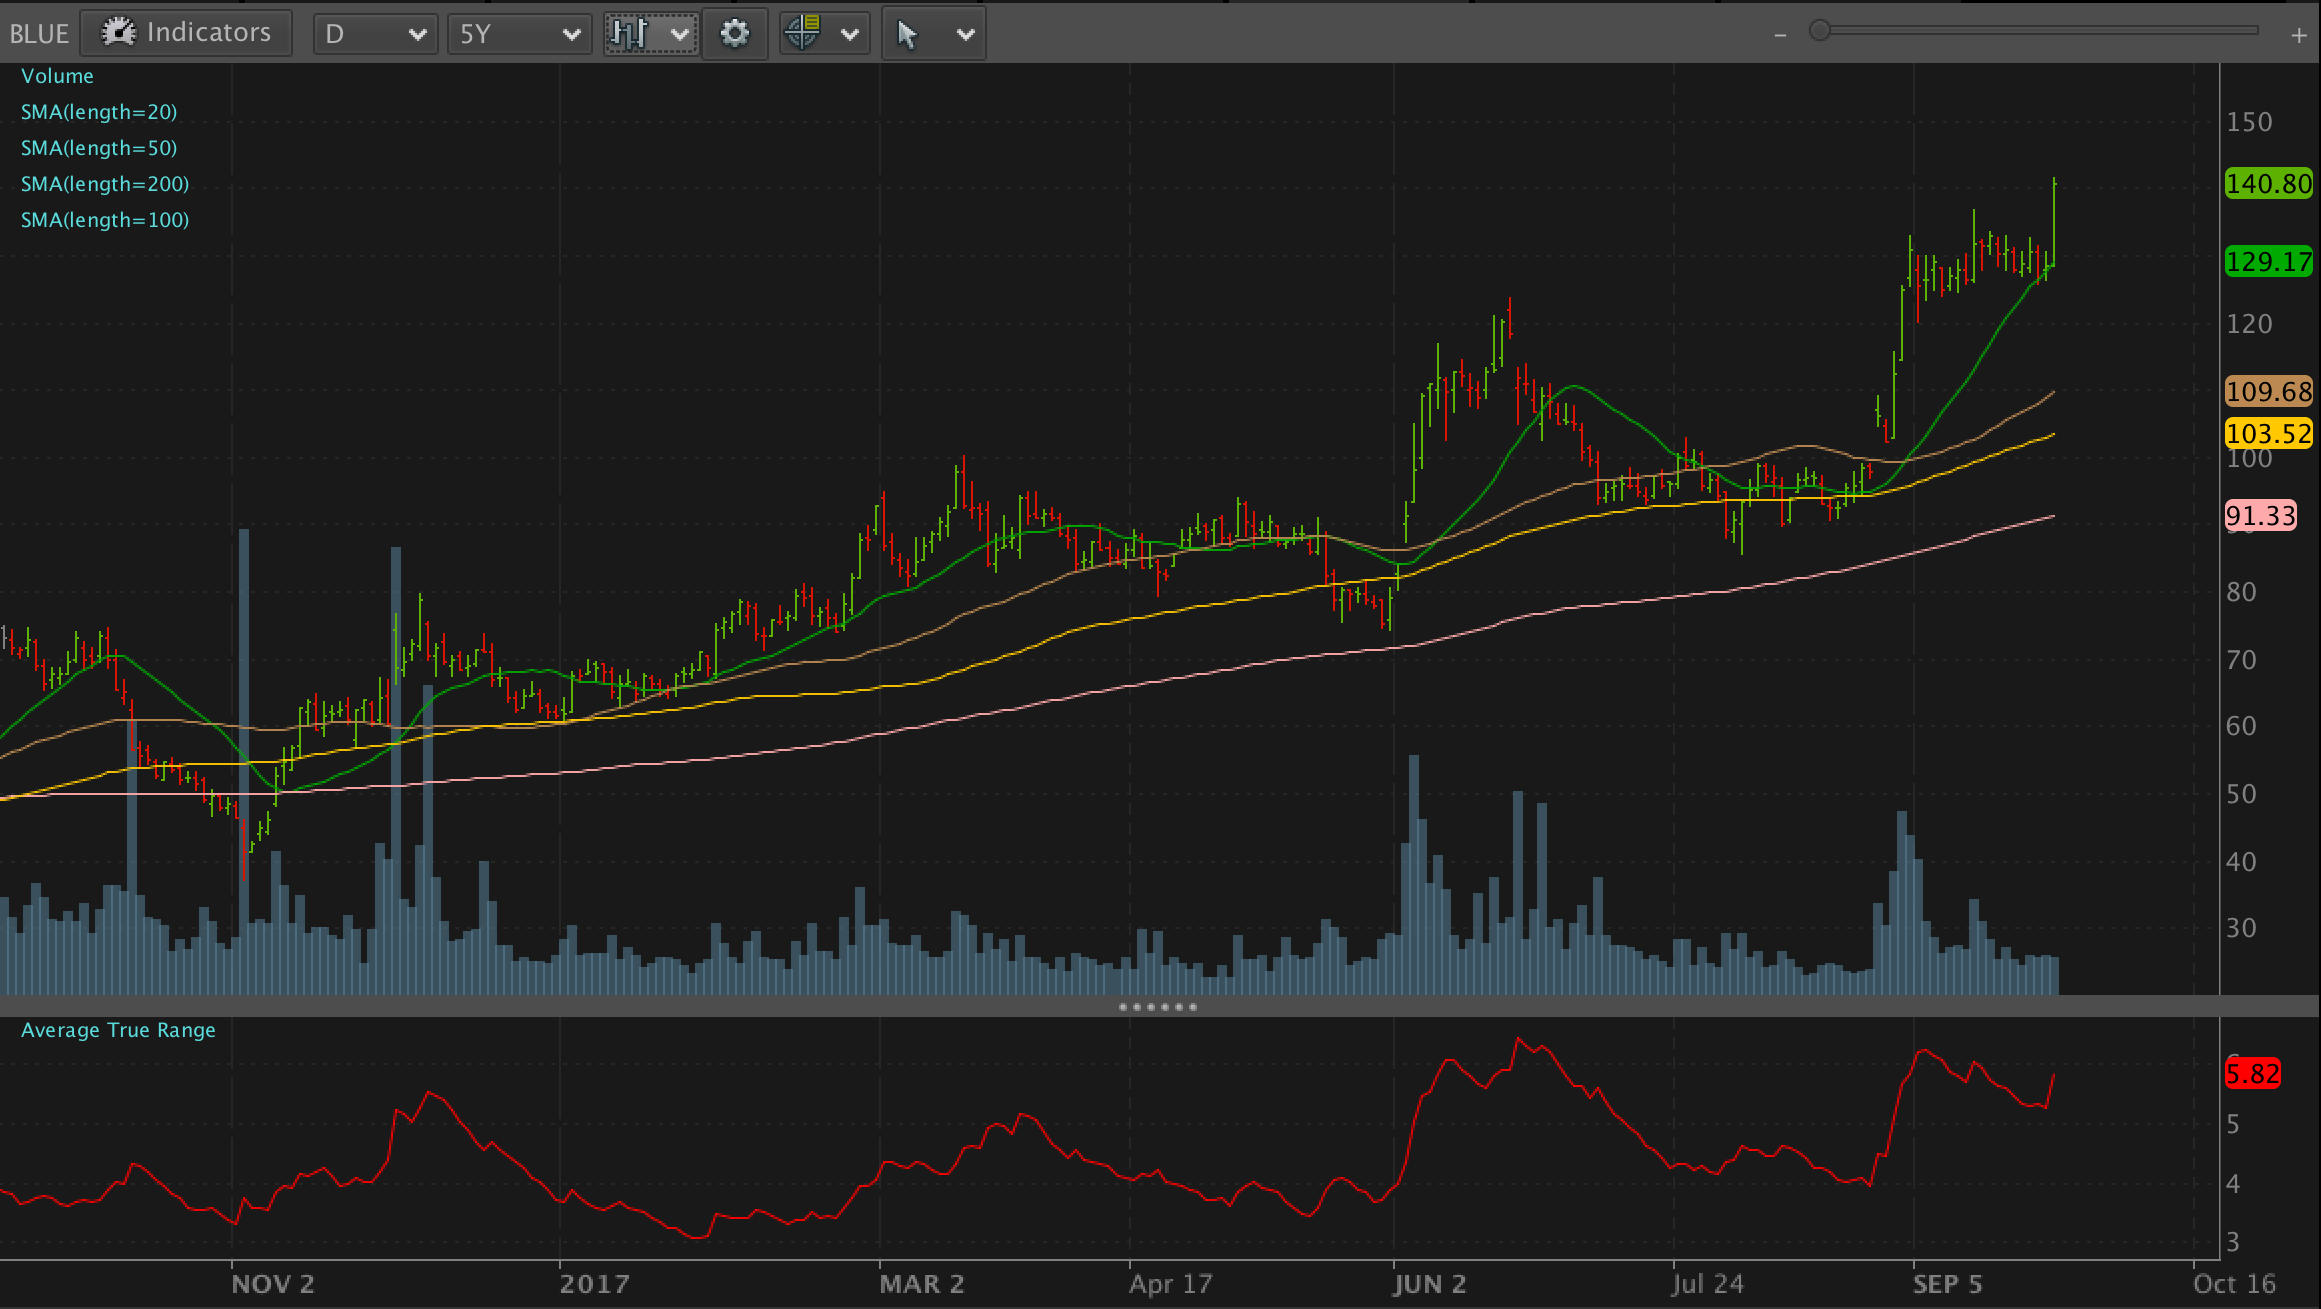 BLUE Indicators D 5Y - +
Volume
SMA(length=20)
SMA(length=50)
SMA(length=200)
SMA(length=100)
150
140.80
129.17
120
109.68
103.52
100
91.33
80
70
60
50
40
30
Average True Range
5.82
5
4
3
NOV 2 2017 MAR 2 Apr 17 JUN 2 Jul 24 SEP 5 Oct 16